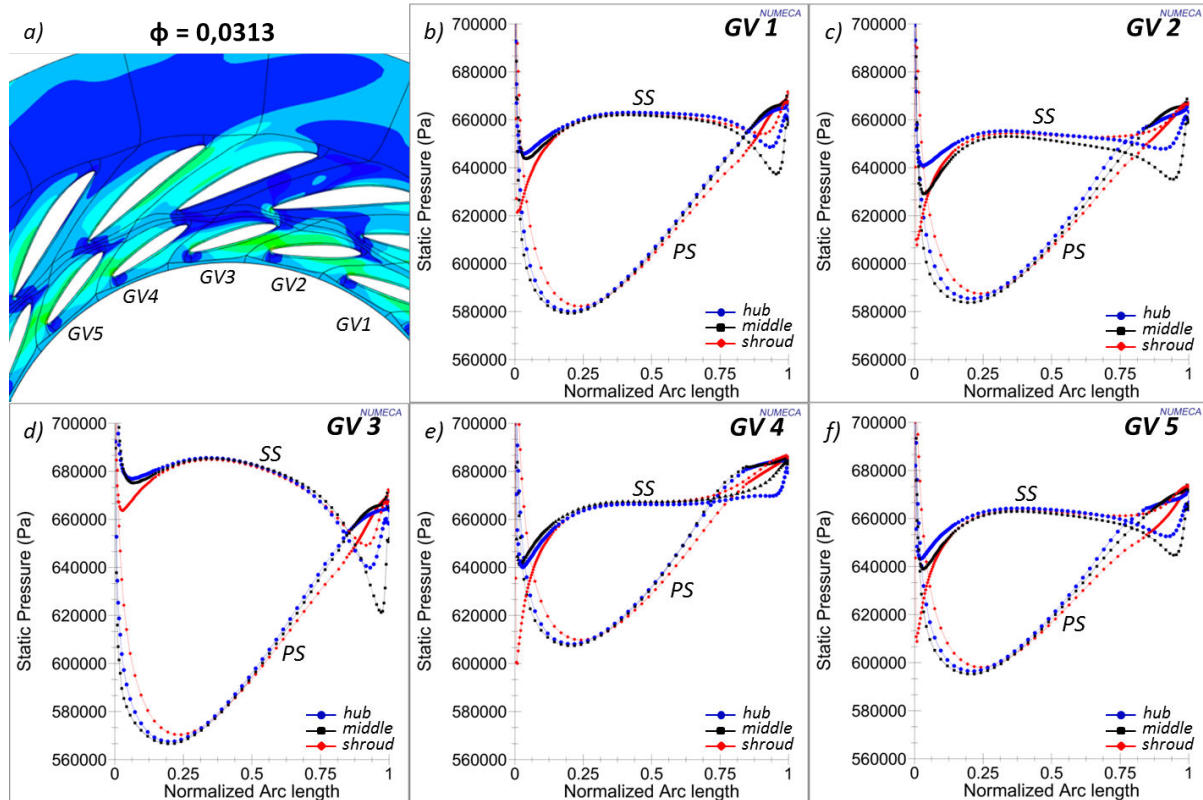 a)
ϕ = 0,0313
GV3
GV2
GV4
GV1
GV5
b)
NUMECA
GV 1
Static Pressure (Pa)
700000
680000
660000
640000
620000
600000
580000
560000
SS
PS
hub
middle
shroud
0 0.25 0.5 0.75 1
Normalized Arc length
c)
NUMECA
GV 2
Static Pressure (Pa)
700000
680000
660000
640000
620000
600000
580000
560000
SS
PS
hub
middle
shroud
0 0.25 0.5 0.75 1
Normalized Arc length
d)
NUMECA
GV 3
Static Pressure (Pa)
700000
680000
660000
640000
620000
600000
580000
560000
SS
PS
hub
middle
shroud
0 0.25 0.5 0.75 1
Normalized Arc length
e)
NUMECA
GV 4
Static Pressure (Pa)
700000
680000
660000
640000
620000
600000
580000
560000
SS
PS
hub
middle
shroud
0 0.25 0.5 0.75 1
Normalized Arc length
f)
NUMECA
GV 5
Static Pressure (Pa)
700000
680000
660000
640000
620000
600000
580000
560000
SS
PS
hub
middle
shroud
0 0.25 0.5 0.75 1
Normalized Arc length